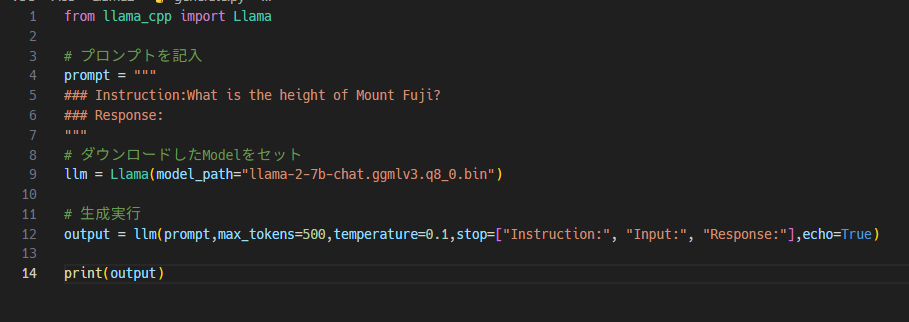 1 from llama_cpp import Llama
2
3 # プロンプトを記入
4 prompt = """
5 ### Instruction:What is the height of Mount Fuji?
6 ### Response:
7 """
8 # ダウンロードしたModelをセット
9 llm = Llama(model_path="llama-2-7b-chat.ggmlv3.q8_0.bin")
10
11 # 生成実行
12 output = llm(prompt,max_tokens=500,temperature=0.1,stop=["Instruction:", "Input:", "Response:"],echo=True)
13
14 print(output)